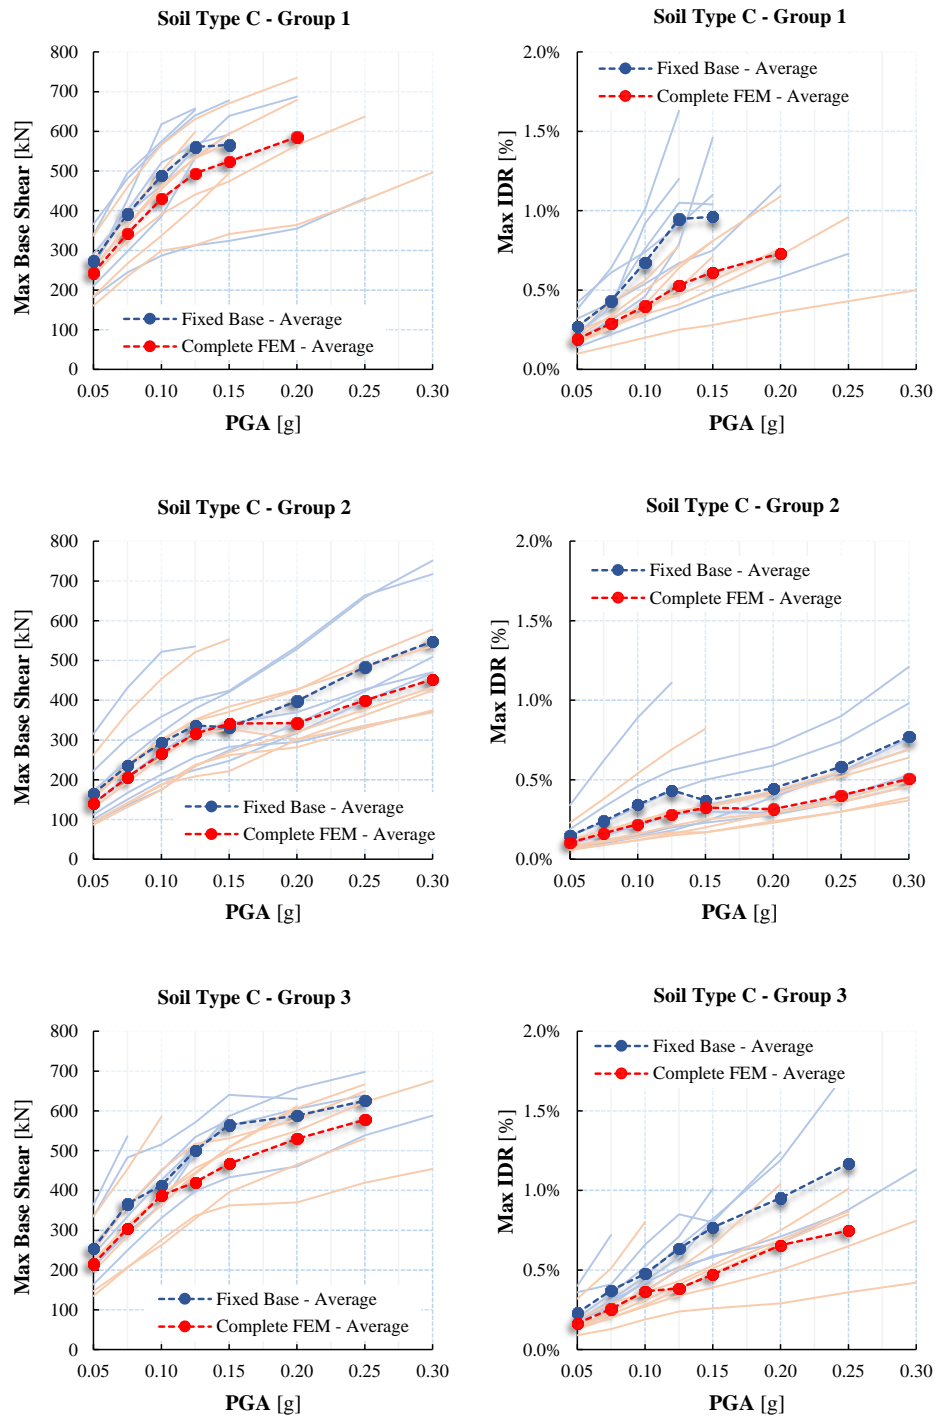 Soil Type C - Group 1
800
700
600
500
400
300
200
100
0
Max Base Shear [kN]
Fixed Base - Average
Complete FEM - Average
0.05 0.10 0.15 0.20 0.25 0.30
PGA [g]
Soil Type C - Group 1
2.0%
1.5%
1.0%
0.5%
0.0%
Max IDR [%]
Fixed Base - Average
Complete FEM - Average
0.05 0.10 0.15 0.20 0.25 0.30
PGA [g]
Soil Type C - Group 2
800
700
600
500
400
300
200
100
0
Max Base Shear [kN]
Fixed Base - Average
Complete FEM - Average
0.05 0.10 0.15 0.20 0.25 0.30
PGA [g]
Soil Type C - Group 2
2.0%
1.5%
1.0%
0.5%
0.0%
Max IDR [%]
Fixed Base - Average
Complete FEM - Average
0.05 0.10 0.15 0.20 0.25 0.30
PGA [g]
Soil Type C - Group 3
800
700
600
500
400
300
200
100
0
Max Base Shear [kN]
Fixed Base - Average
Complete FEM - Average
0.05 0.10 0.15 0.20 0.25 0.30
PGA [g]
Soil Type C - Group 3
2.0%
1.5%
1.0%
0.5%
0.0%
Max IDR [%]
Fixed Base - Average
Complete FEM - Average
0.05 0.10 0.15 0.20 0.25 0.30
PGA [g]